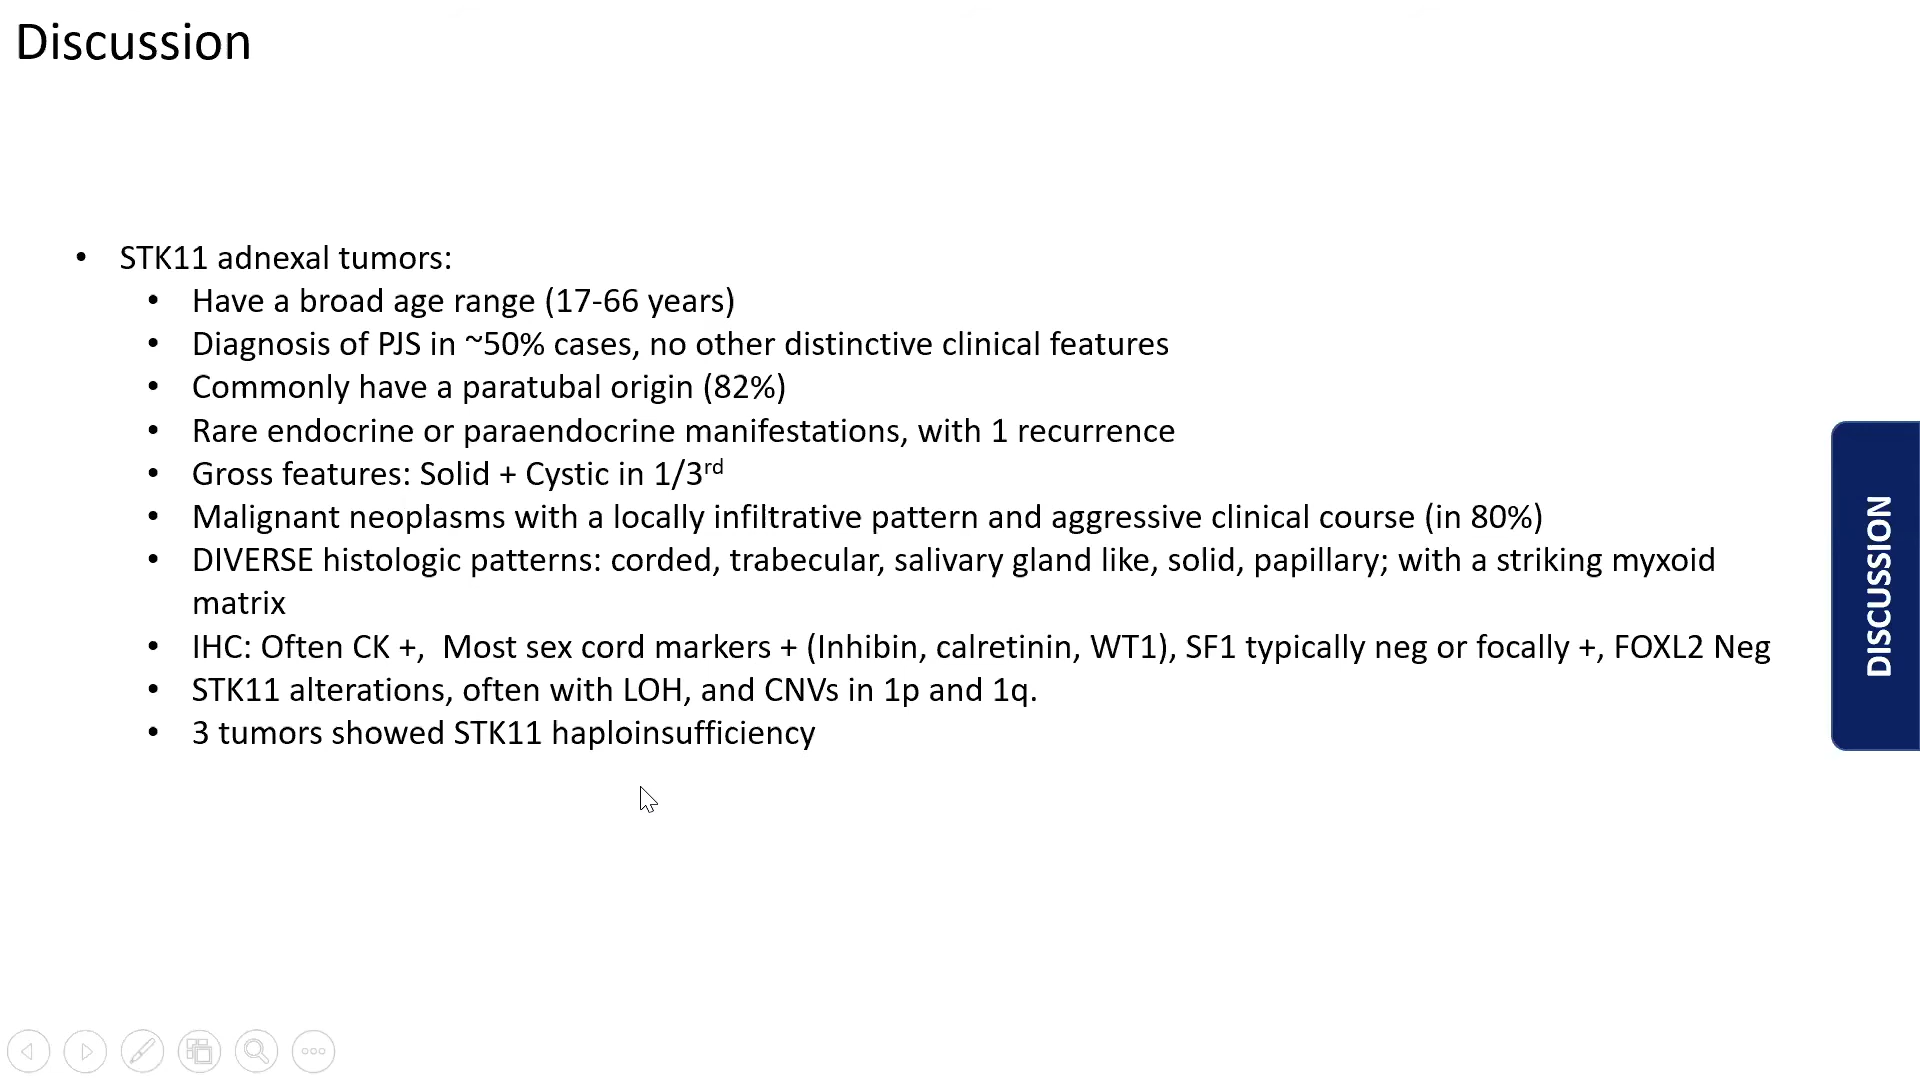 Discussion
• STK11 adnexal tumors:
• Have a broad age range (17-66 years)
• Diagnosis of PJS in ~50% cases, no other distinctive clinical features
• Commonly have a paratubal origin (82%)
• Rare endocrine or paraendocrine manifestations, with 1 recurrence
• Gross features: Solid + Cystic in 1/3rd
• Malignant neoplasms with a locally infiltrative pattern and aggressive clinical course (in 80%)
• DIVERSE histologic patterns: corded, trabecular, salivary gland like, solid, papillary; with a striking myxoid
matrix
• IHC: Often CK +,  Most sex cord markers + (Inhibin, calretinin, WT1), SF1 typically neg or focally +, FOXL2 Neg
• STK11 alterations, often with LOH, and CNVs in 1p and 1q.
• 3 tumors showed STK11 haploinsufficiency
DISCUSSION